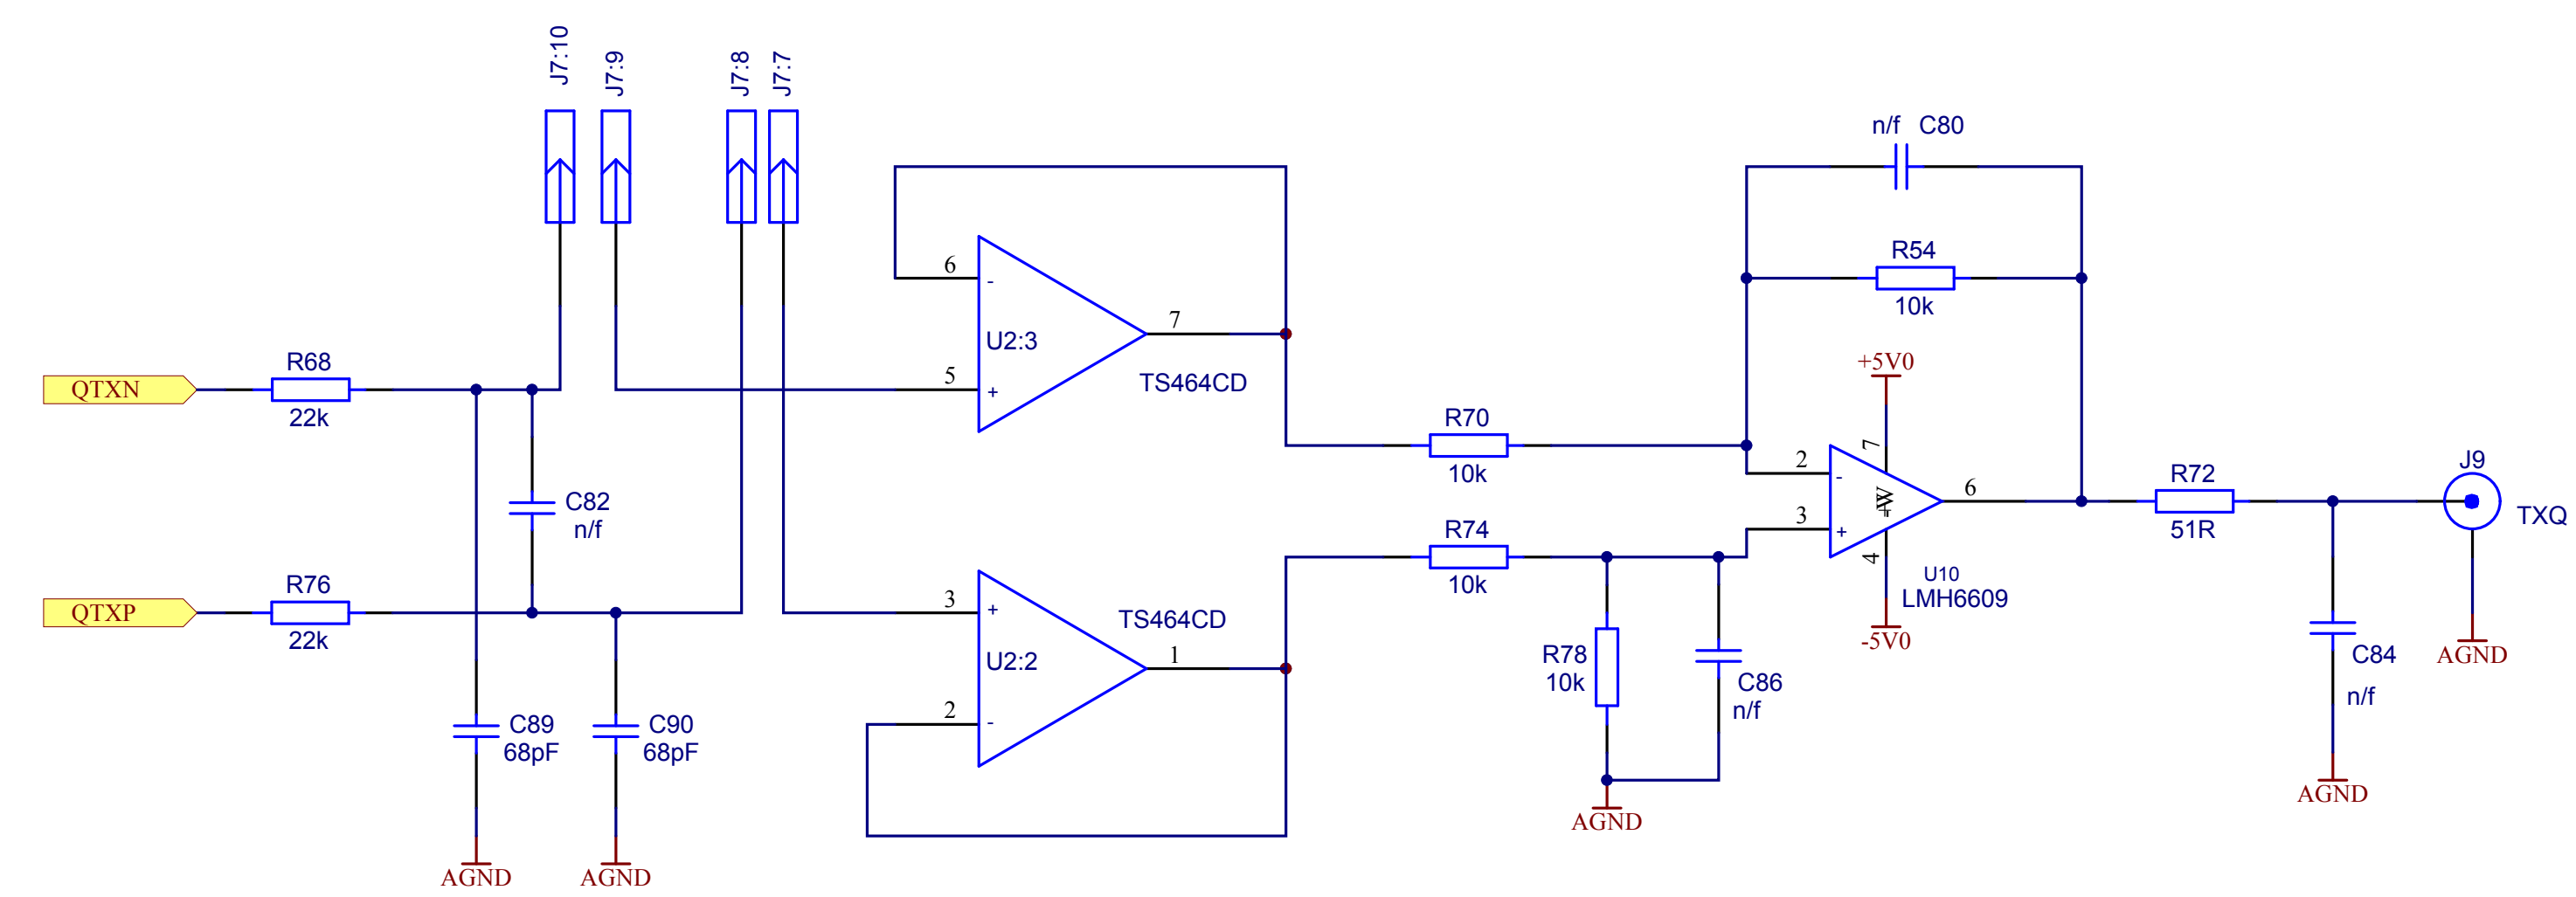 J7:10
J7:9
J7:8
J7:7
n/f C80
R54
10k
6
-
U2:3
7
5
+
TS464CD
QTXN
R68
22k
+5V0
R70
10k
2
-
7
3
+
4
6
U10
LMH6609
-5V0
R72
51R
J9
TXQ
AGND
C82
n/f
R74
10k
QTXP
R76
22k
3
+
TS464CD
U2:2
1
2
-
R78
10k
C86
n/f
AGND
C84
n/f
AGND
C89
68pF
C90
68pF
AGND
AGND